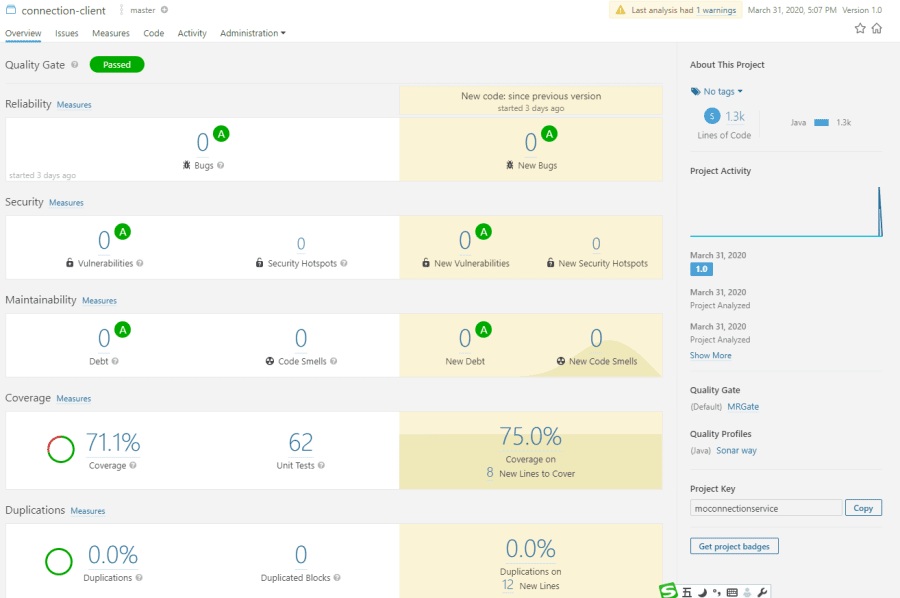 connection-client master
Last analysis had 1 warnings March 31, 2020, 5:07 PM Version 1.0
Overview Issues Measures Code Activity Administration
Quality Gate Passed
New code: since previous version
started 3 days ago
Reliability Measures
0 A
Bugs
started 3 days ago
0 A
New Bugs
Security Measures
0 A
Vulnerabilities
0
Security Hotspots
0 A
New Vulnerabilities
0
New Security Hotspots
Maintainability Measures
0 A
Debt
0
Code Smells
0 A
New Debt
0
New Code Smells
Coverage Measures
71.1%
Coverage
62
Unit Tests
75.0%
Coverage on
8 New Lines to Cover
Duplications Measures
0.0%
Duplications
0
Duplicated Blocks
0.0%
Duplications on
12 New Lines
About This Project
No tags
S 1.3k
Lines of Code
Java 1.3k
Project Activity
March 31, 2020
1.0
March 31, 2020
Project Analyzed
March 31, 2020
Project Analyzed
Show More
Quality Gate
(Default) MRGate
Quality Profiles
(Java) Sonar way
Project Key
moconnectionservice Copy
Get project badges
S 五